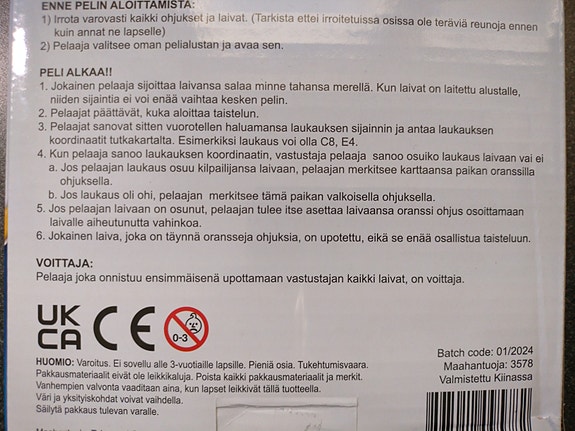 ENNE PELIN ALOITTAMISTA:
1) Irrota varovasti kaikki ohjukset ja laivat. (Tarkista ettei irroitetuissa osissa ole teräviä reunoja ennen
kuin annat ne lapselle)
2) Pelaaja valitsee oman pelialustan ja avaa sen.
PELI ALKAA!!
1. Jokainen pelaaja sijoittaa laivansa salaa minne tahansa merellä. Kun laivat on laitettu alustalle,
niiden sijaintia ei voi enää vaihtaa kesken pelin.
2. Pelaajat päättävät, kuka aloittaa taistelun.
3. Pelaajat sanovat sitten vuorotellen haluamansa laukauksen sijainnin ja antaa laukauksen
koordinaatit tutkakartalta. Esimerkiksi laukaus voi olla C8, E4.
4. Kun pelaaja sanoo laukauksen koordinaatin, vastustaja pelaaja sanoo osuiko laukaus laivaan vai ei
a. Jos pelaajan laukaus osuu kilpailijansa laivaan, pelaajan merkitsee karttaansa paikan oranssilla
ohjuksella.
b. Jos laukaus oli ohi, pelaajan merkitsee tämä paikan valkoisella ohjuksella.
5. Jos pelaajan laivaan on osunut, pelaajan tulee itse asettaa laivaansa oranssi ohjus osoittamaan
laivalle aiheutunutta vahinkoa.
6. Jokainen laiva, joka on täynnä oransseja ohjuksia, on upotettu, eikä se enää osallistua taisteluun.
VOITTAJA:
Pelaaja joka onnistuu ensimmäisenä upottamaan vastustajan kaikki laivat, on voittaja.
UK
CA CE 0-3
HUOMIO: Varoitus. Ei sovellu alle 3-vuotiaille lapsille. Pieniä osia. Tukehtumisvaara.
Pakkausmateriaalit eivät ole leikkikaluja. Poista kaikki pakkausmateriaalit ja merkit.
Vanhempien valvonta vaaditaan aina, kun lapset leikkivät tällä tuotteella.
Väri ja yksityiskohdat voivat vaihdella.
Säilytä pakkaus tulevan varalle.
Batch code: 01/2024
Maahantuoja: 3578
Valmistettu Kiinassa